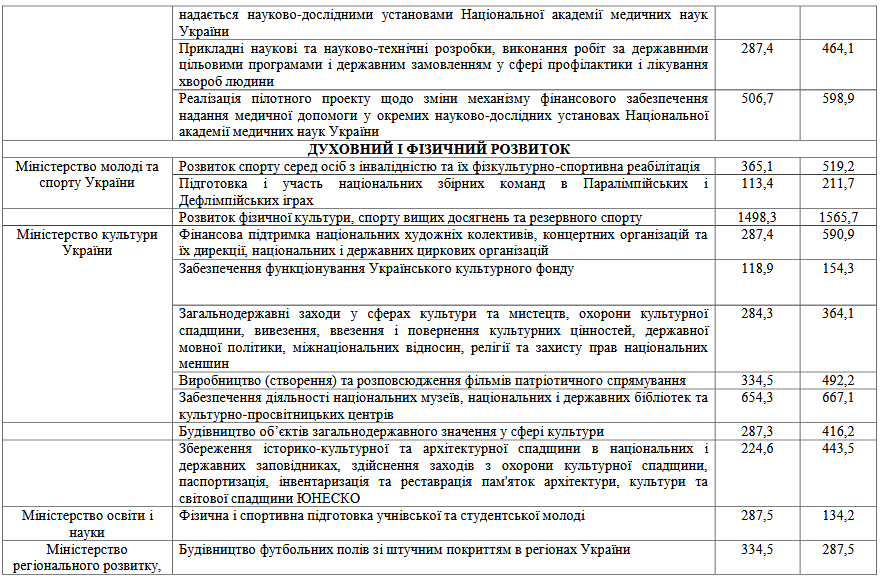 надається науково-дослідними установами Національної академії медичних наук
України
Прикладні наукові та науково-технічні розробки, виконання робіт за державними 287,4 464,1
цільовими програмами і державним замовленням у сфері профілактики і лікування
хвороб людини
Реалізація пілотного проекту щодо зміни механізму фінансового забезпечення 506,7 598,9
надання медичної допомоги у окремих науково-дослідних установах Національної
академії медичних наук України
ДУХОВНИЙ І ФІЗИЧНИЙ РОЗВИТОК
Міністерство молоді та Розвиток спорту серед осіб з інвалідністю та їх фізкультурно-спортивна реабілітація 365,1 519,2
спорту України Підготовка і участь національних збірних команд в Паралімпійських і 113,4 211,7
Дефлімпійських іграх
Розвиток фізичної культури, спорту вищих досягнень та резервного спорту 1498,3 1565,7
Міністерство культури Фінансова підтримка національних художніх колективів, концертних організацій та 287,4 590,9
України їх дирекції, національних і державних циркових організацій
Забезпечення функціонування Українського культурного фонду 118,9 154,3
Загальнодержавні заходи у сферах культури та мистецтв, охорони культурної 284,3 364,1
спадщини, вивезення, ввезення і повернення культурних цінностей, державної
мовної політики, міжнаціональних відносин, релігії та захисту прав національних
меншин
Виробництво (створення) та розповсюдження фільмів патріотичного спрямування 334,5 492,2
Забезпечення діяльності національних музеїв, національних і державних бібліотек та 654,3 667,1
культурно-просвітницьких центрів
Будівництво об’єктів загальнодержавного значення у сфері культури 287,3 416,2
Збереження історико-культурної та архітектурної спадщини в національних і 224,6 443,5
державних заповідниках, здійснення заходів з охорони культурної спадщини,
паспортизація, інвентаризація та реставрація пам'яток архітектури, культури та
світової спадщини ЮНЕСКО
Міністерство освіти і Фізична і спортивна підготовка учнівської та студентської молоді 287,5 134,2
науки
Міністерство Будівництво футбольних полів зі штучним покриттям в регіонах України 334,5 287,5
регіонального розвитку,